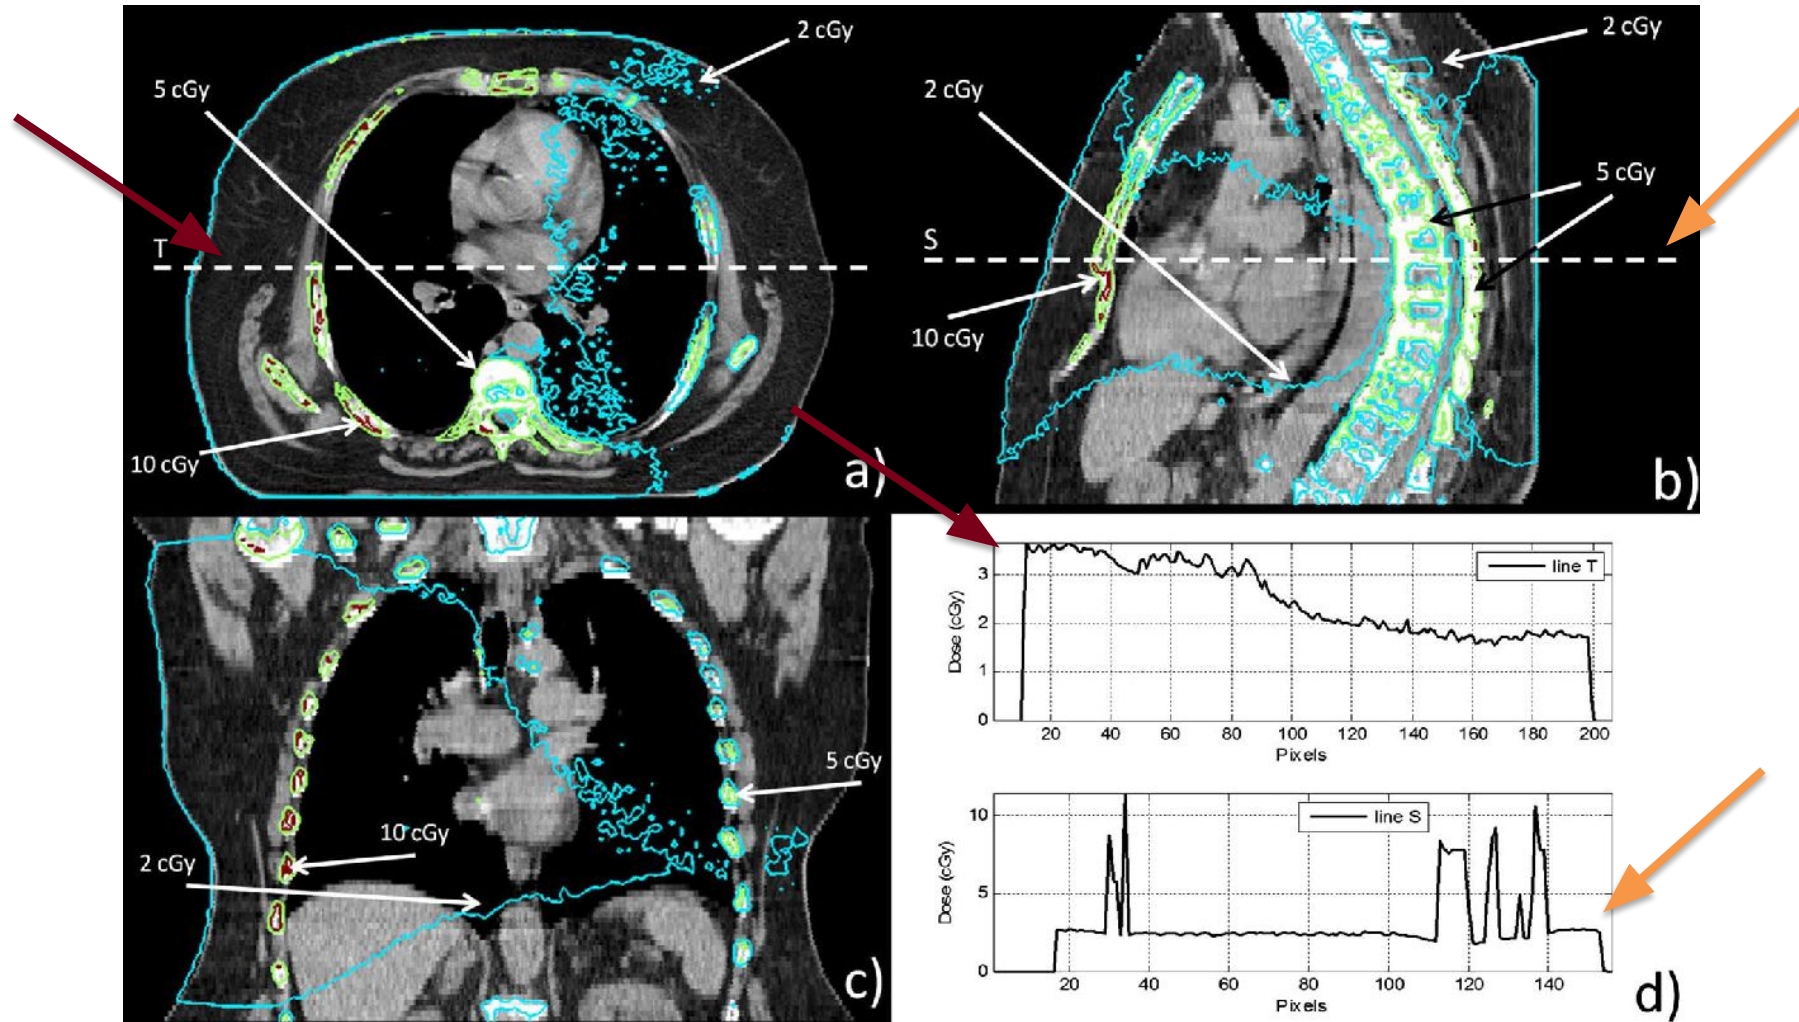 2 cGy
5 cGy
T
10 cGy
a)
2 cGy
2 cGy
5 cGy
S
10 cGy
b)
5 cGy
10 cGy
2 cGy
c)
line T
Dose (cGy)
3
2
1
0
20 40 60 80 100 120 140 160 180 200
Pixels
line S
Dose (cGy)
10
5
0
20 40 60 80 100 120 140
Pixels
d)